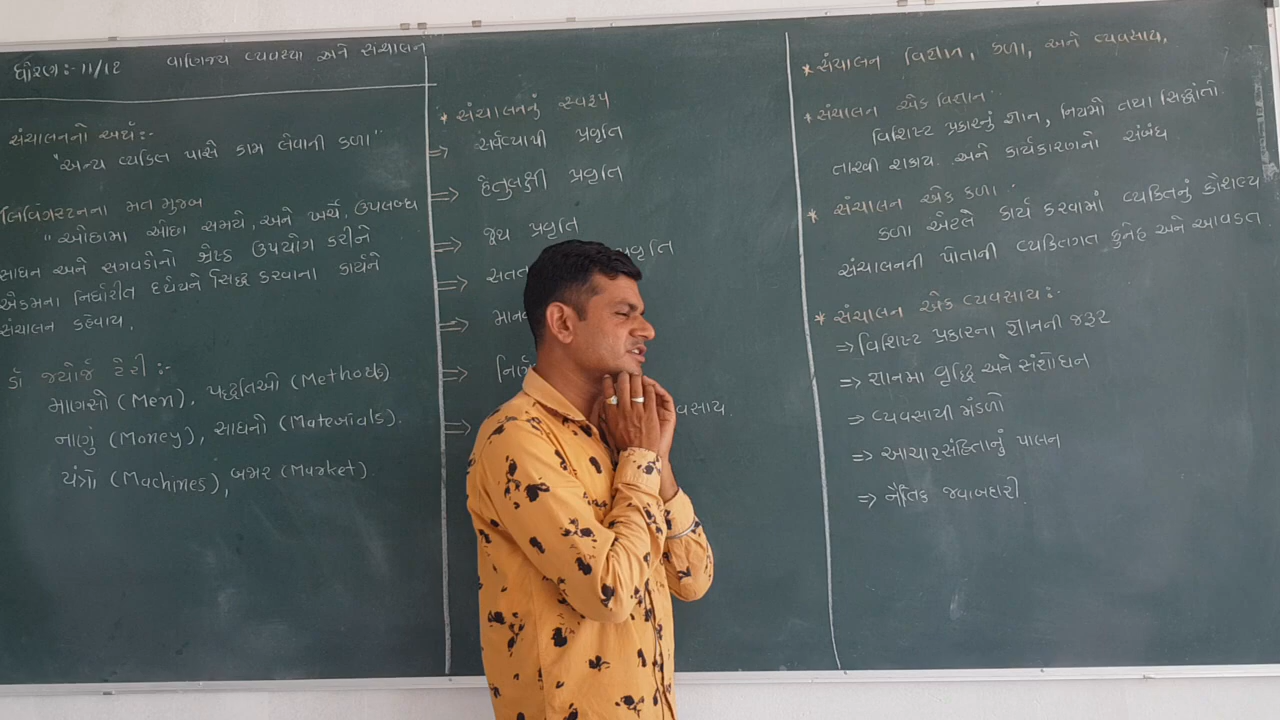 ધોરણ:- 11/12 વાણિજ્ય વ્યવસ્થા અને સંચાલન
સંચાલનનો અર્થ:-
"અન્ય વ્યકિત પાસે કામ લેવાની કળા"
લિવિંગસ્ટનના મત મુજબ
"ઓછામા ઓછા સમયે, અને ખર્ચે, ઉપલબ્ધ
સાધન અને સગવડોનો શ્રેષ્ઠ ઉપયોગ કરીને
એકમના નિર્ધારીત દયેયને સિદ્ધ કરવાના કાર્યને
સંચાલન કહેવાય.
ડૉ જ્યોર્જ ટેરી:-
માણસો (Men), પદ્ધતિઓ (Methods)
નાણું (Money), સાધનો (Materials).
યંત્રો (Machines), બજાર (Market).
* સંચાલનનું સ્વરૂપ
⇒ સર્વવ્યાપી પ્રવૃતિ
⇒ હેતુલક્ષી પ્રવૃતિ
⇒ જૂથ પ્રવૃતિ
⇒ સતત પ્રવૃતિ
⇒ માનવ
⇒ નિર્ણ
⇒ વસાય.
* સંચાલન વિજ્ઞાન, કળા, અને વ્યવસાય,
* સંચાલન એક વિજ્ઞાન:
વિશિષ્ટ પ્રકારનું જ્ઞાન, નિયમો તથા સિદ્ધાંતો
તારવી શકાય. અને કાર્યકારણનો સંબંધ
* સંચાલન એક કળા:
કળા એટલે કાર્ય કરવામાં વ્યકિતનું કૌશલ્ય
સંચાલનની પોતાની વ્યકિતગત કુનેહ અને આવડત.
* સંચાલન એક વ્યવસાય:-
⇒ વિશિષ્ટ પ્રકારના જ્ઞાનની જરૂર
⇒ જ્ઞાનમા વૃદ્ધિ અને સંશોધન
⇒ વ્યવસાયી મંડળો
⇒ આચારસંહિતાનું પાલન
⇒ નૈતિક જવાબદારી.